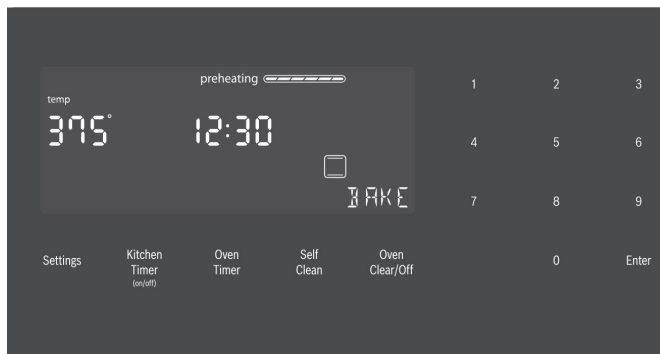 preheating
temp
375°
12:30
BAKE
Settings
Kitchen
Timer
(on/off)
Oven
Timer
Self
Clean
Oven
Clear/Off
1 2 3
4 5 6
7 8 9
0 Enter